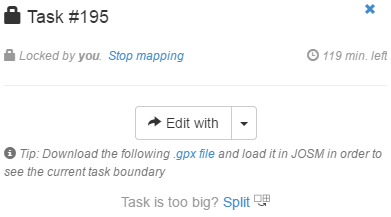 Task #195
Locked by you. Stop mapping 119 min. left
Edit with
Tip: Download the following .gpx file and load it in JOSM in order to
see the current task boundary
Task is too big? Split